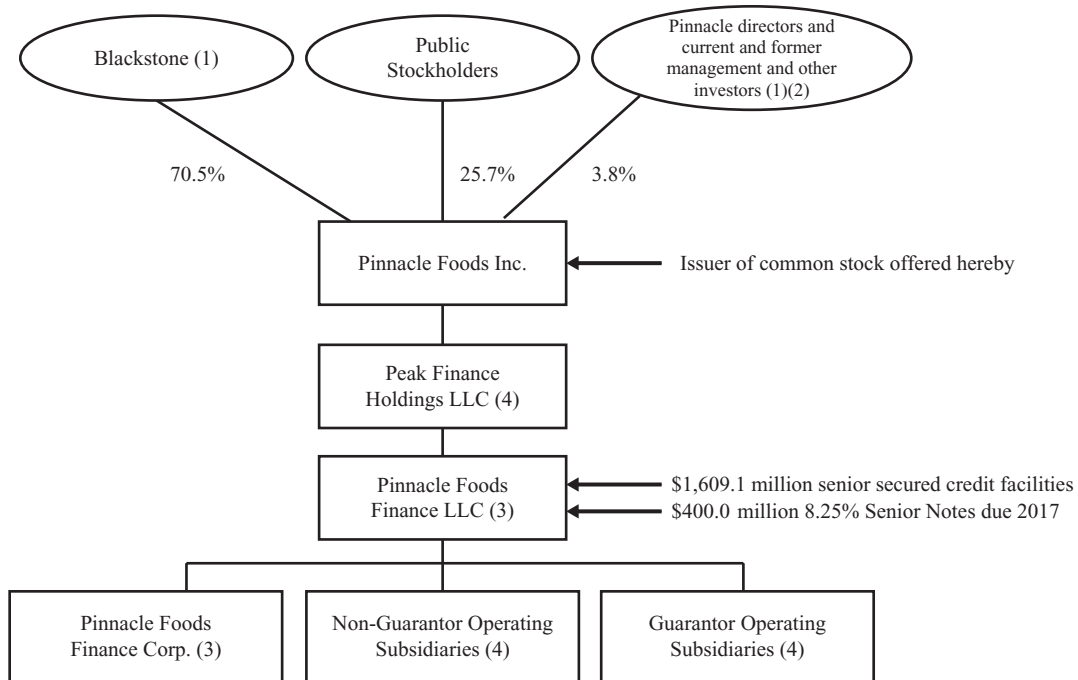 Blackstone (1)
Public
Stockholders
Pinnacle directors and
current and former
management and other
investors (1)(2)
70.5%
25.7%
3.8%
Pinnacle Foods Inc.
Issuer of common stock offered hereby
Peak Finance
Holdings LLC (4)
Pinnacle Foods
Finance LLC (3)
$1,609.1 million senior secured credit facilities
$400.0 million 8.25% Senior Notes due 2017
Pinnacle Foods
Finance Corp. (3)
Non-Guarantor Operating
Subsidiaries (4)
Guarantor Operating
Subsidiaries (4)